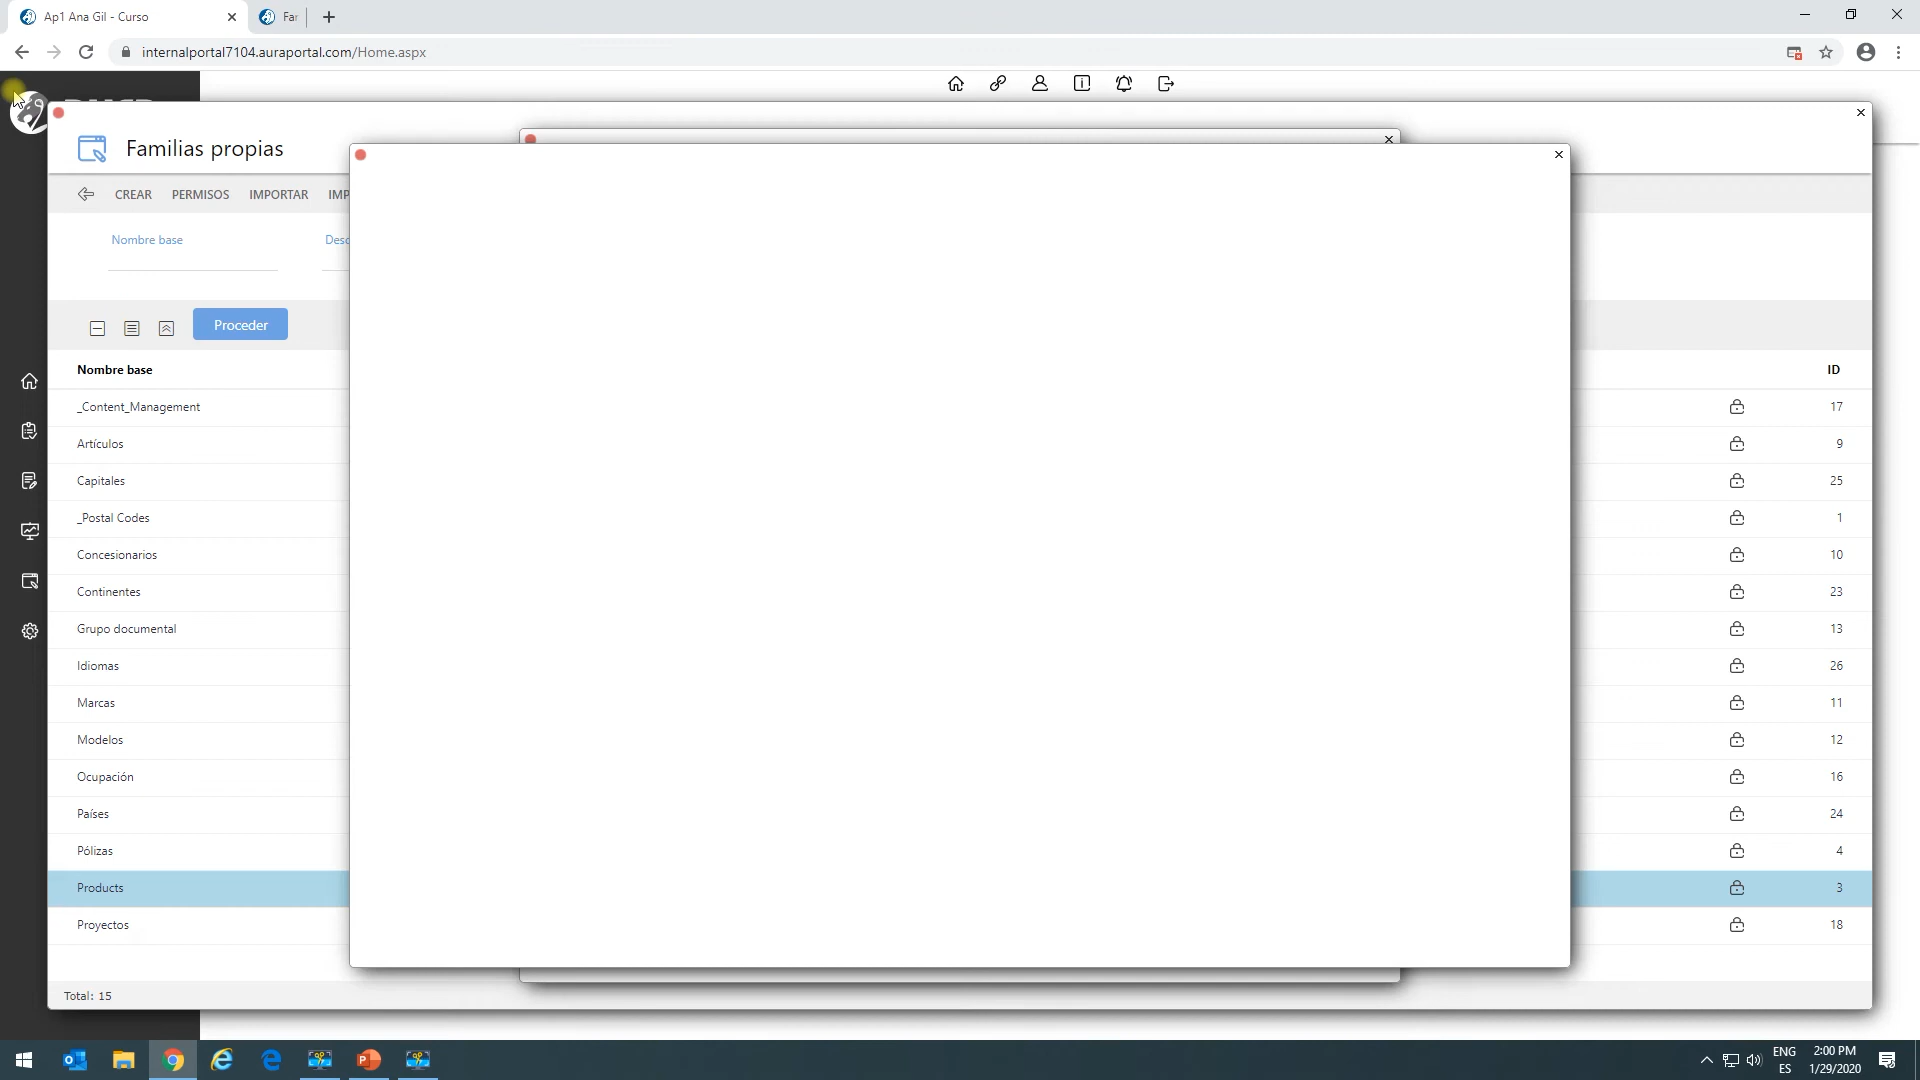 Ap1 Ana Gil - Curso
Far
internalportal7104.auraportal.com/Home.aspx
Familias propias
CREAR PERMISOS IMPORTAR IMP
Nombre base Desc
Proceder
Nombre base ID
_Content_Management 17
Artículos 9
Capitales 25
_Postal Codes 1
Concesionarios 10
Continentes 23
Grupo documental 13
Idiomas 26
Marcas 11
Modelos 12
Ocupación 16
Países 24
Pólizas 4
Products 3
Proyectos 18
Total: 15
ENG 2:00 PM
ES 1/29/2020